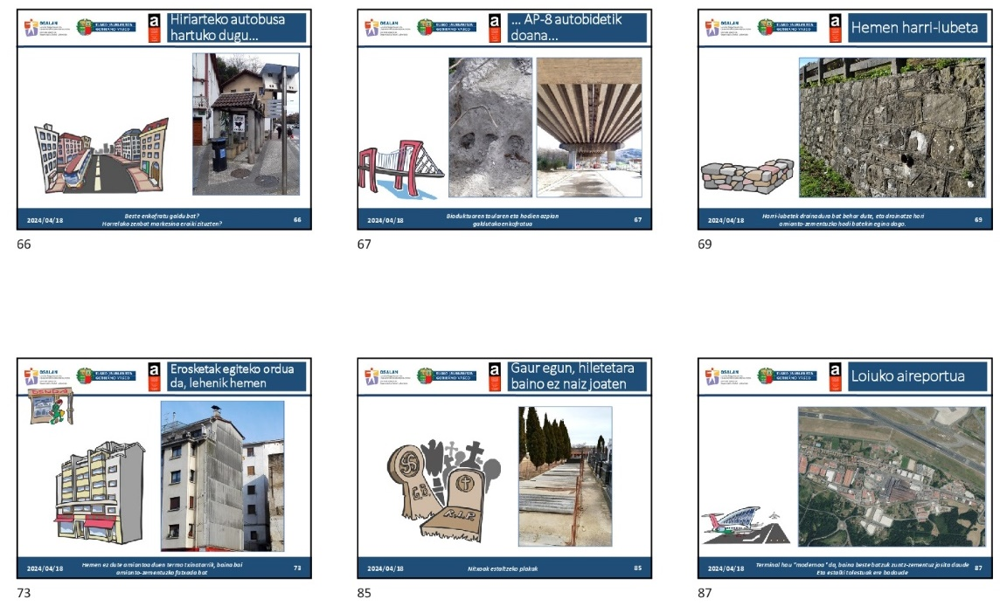 OSALAN
EUSKO JAURLARITZA
GOBIERNO VASCO
a
Hiriarteko autobusa
hartuko dugu...
2024/04/18
Beste enkofratu galdu bat?
Horrelako zenbat markesina eraiki zituzten?
66
66
OSALAN
EUSKO JAURLARITZA
GOBIERNO VASCO
a
... AP-8 autobidetik
doana...
2024/04/18
Bioduktuaren taularen eta hodien azpian
galdutako enkofratua
67
67
OSALAN
EUSKO JAURLARITZA
GOBIERNO VASCO
a
Hemen harri-lubeta
2024/04/18
Harri-lubetek drainadura bat behar dute, eta drainatze hori
amianto-zementuzko hodi batekin egina dago.
69
69
OSALAN
EUSKO JAURLARITZA
GOBIERNO VASCO
a
Erosketak egiteko ordua
da, lehenik hemen
2024/04/18
Hemen ez dute amiantoa duen termo txinatarrik, baina bai
amianto-zementuzko fatxada bat
73
73
OSALAN
EUSKO JAURLARITZA
GOBIERNO VASCO
a
Gaur egun, hiletetara
baino ez naiz joaten
G.B.
R.I.P.
2024/04/18
Nitxoak estaltzeko plakak
85
85
OSALAN
EUSKO JAURLARITZA
GOBIERNO VASCO
a
Loiuko aireportua
2024/04/18
Terminal hau "modernoa" da, baina beste batzuk zuntz-zementuz josita daude
Eta estalki tolestuak ere badaude
87
87